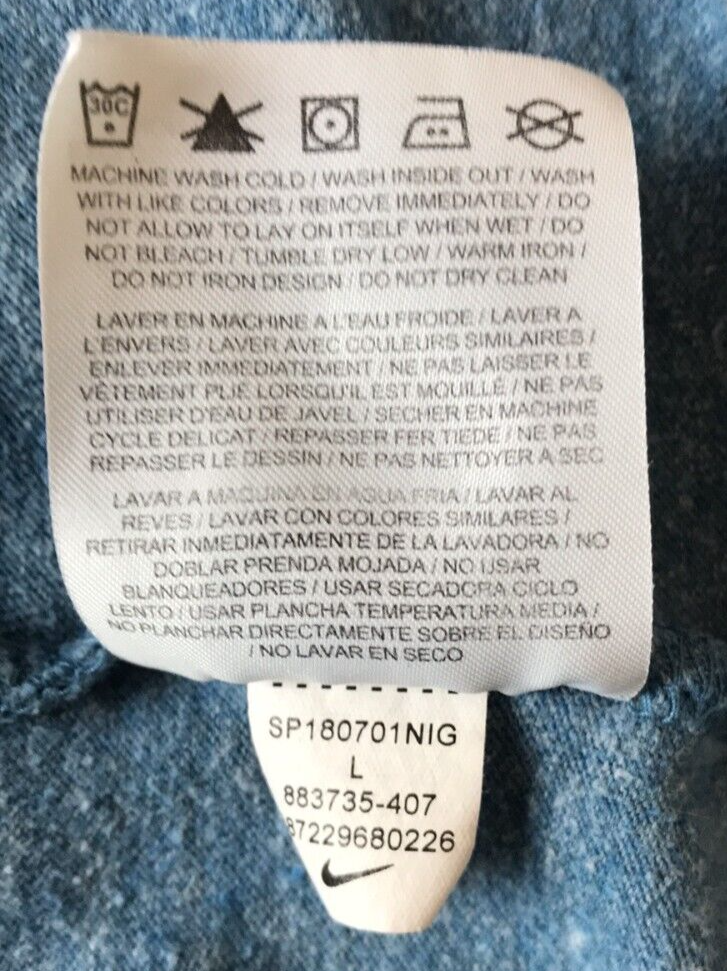 30C
MACHINE WASH COLD / WASH INSIDE OUT / WASH
WITH LIKE COLORS / REMOVE IMMEDIATELY / DO
NOT ALLOW TO LAY ON ITSELF WHEN WET / DO
NOT BLEACH / TUMBLE DRY LOW / WARM IRON /
DO NOT IRON DESIGN / DO NOT DRY CLEAN
LAVER EN MACHINE A L'EAU FROIDE / LAVER A
L'ENVERS / LAVER AVEC COULEURS SIMILAIRES /
ENLEVER IMMEDIATEMENT / NE PAS LAISSER LE
VÊTEMENT PLIE LORSQU'IL EST MOUILLÉ / NE PAS
UTILISER D'EAU DE JAVEL / SECHER EN MACHINE
CYCLE DELICAT / REPASSER FER TIEDE / NE PAS
REPASSER LE DESSIN / NE PAS NETTOYER A SEC
LAVAR A MAQUINA EN AGUA FRIA / LAVAR AL
REVES / LAVAR CON COLORES SIMILARES /
RETIRAR INMEDIATAMENTE DE LA LAVADORA / NO
DOBLAR PRENDA MOJADA / NO USAR
BLANQUEADORES / USAR SECADORA CICLO
LENTO / USAR PLANCHA TEMPERATURA MEDIA /
NO PLANCHAR DIRECTAMENTE SOBRE EL DISEÑO
/ NO LAVAR EN SECO
SP180701NIG
L
883735-407
87229680226